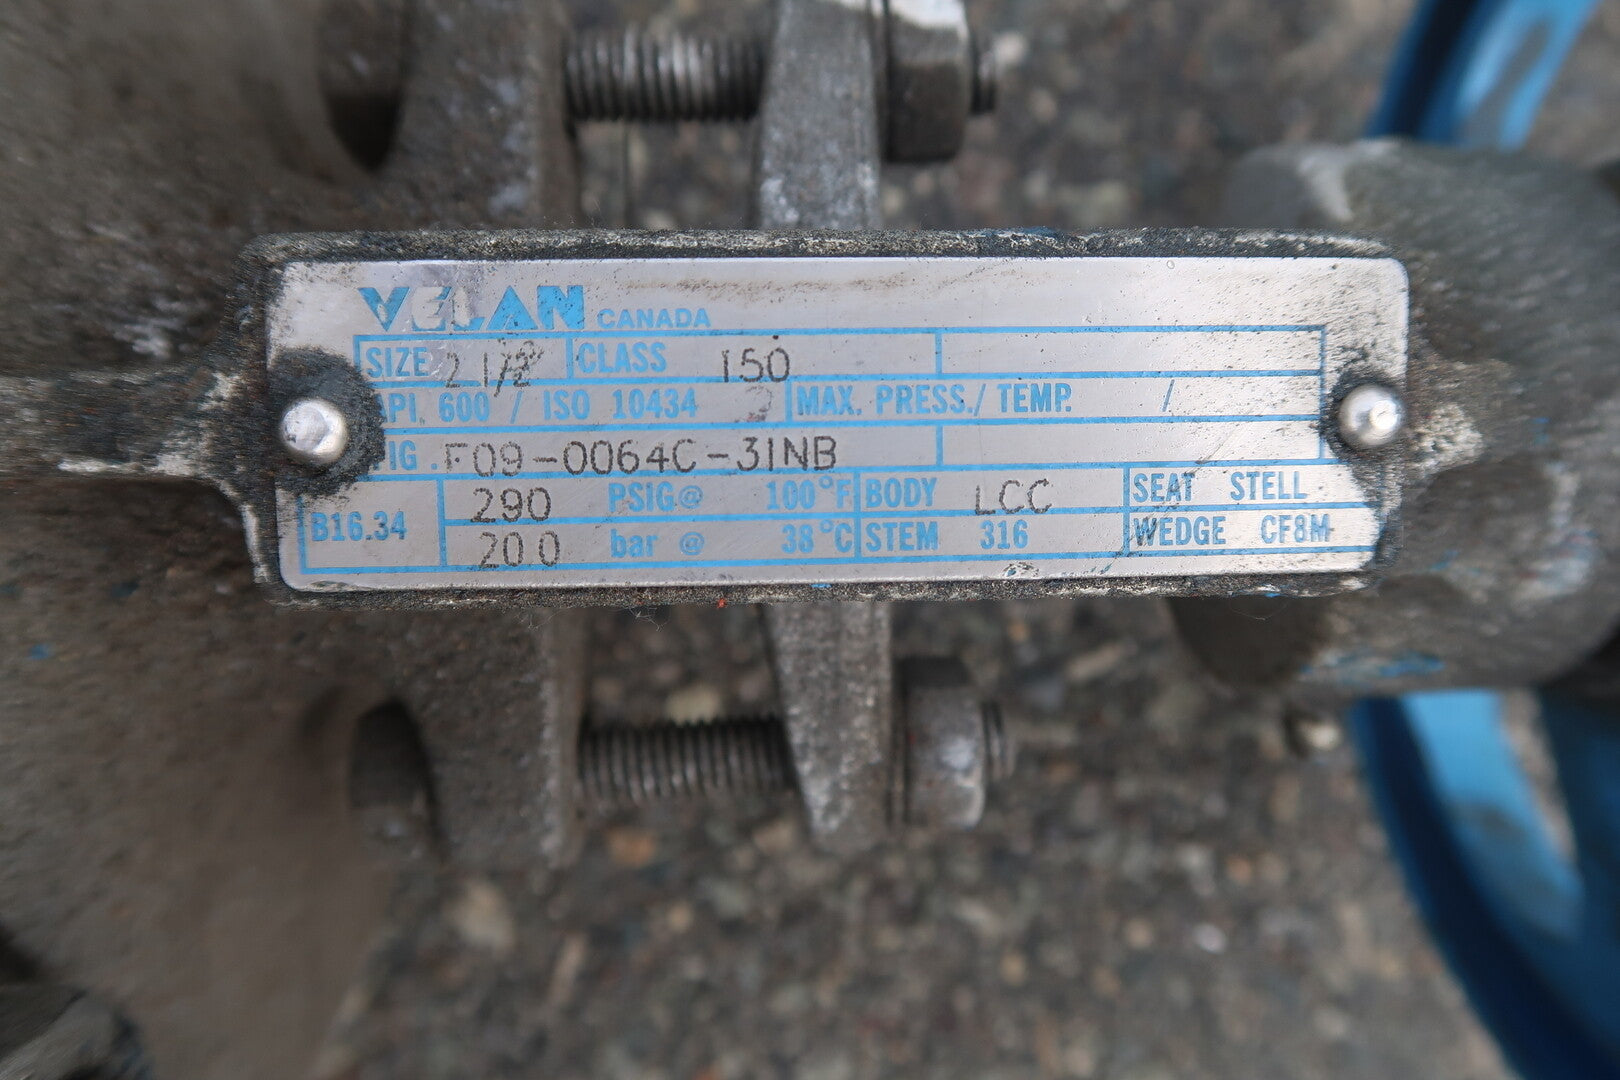 VELAN CANADA
SIZE 2 1/2 CLASS 150
API. 600 / ISO 10434 MAX. PRESS./ TEMP. /
FIG. F09-0064C-31NB
B16.34 290 PSIG@ 100°F BODY LCC SEAT STELL
20 0 bar @ 38°C STEM 316 WEDGE CF8M